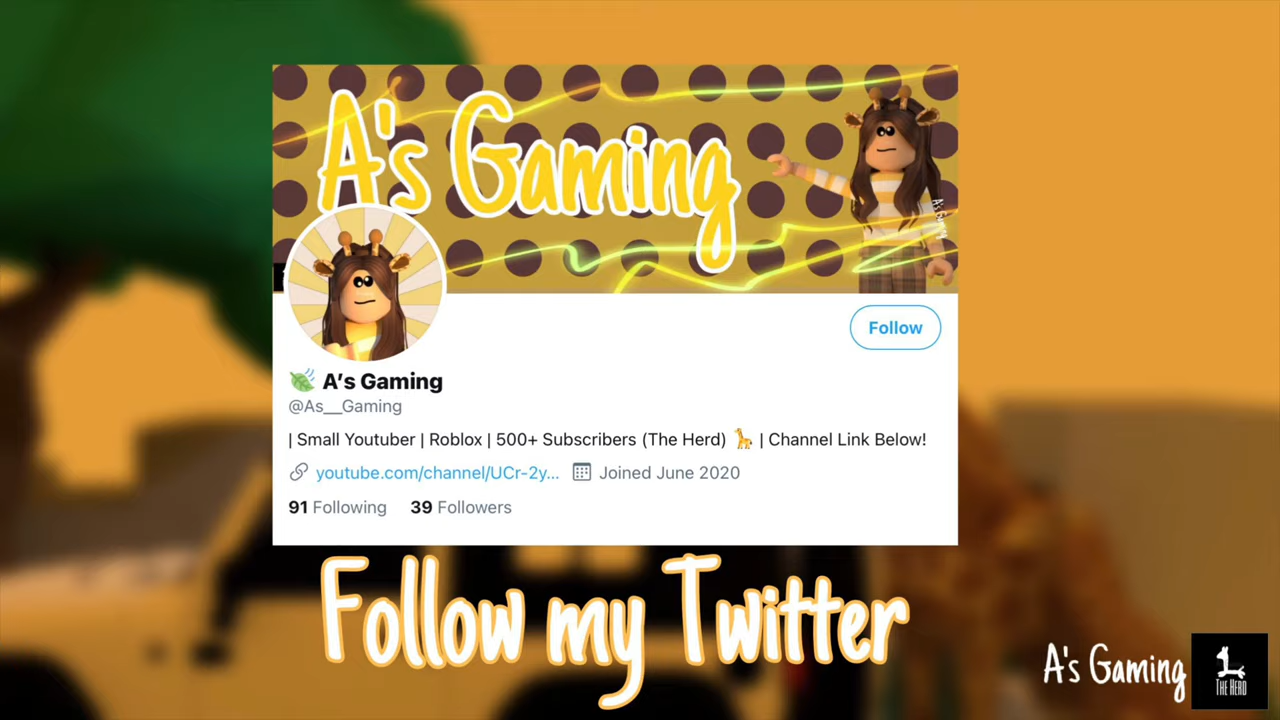 A's Gaming
A's Gaming
Follow
🍃 A's Gaming
@As__Gaming
| Small Youtuber | Roblox | 500+ Subscribers (The Herd) 🦒 | Channel Link Below!
youtube.com/channel/UCr-2y... Joined June 2020
91 Following 39 Followers
Follow my Twitter
A's Gaming
THE HERD